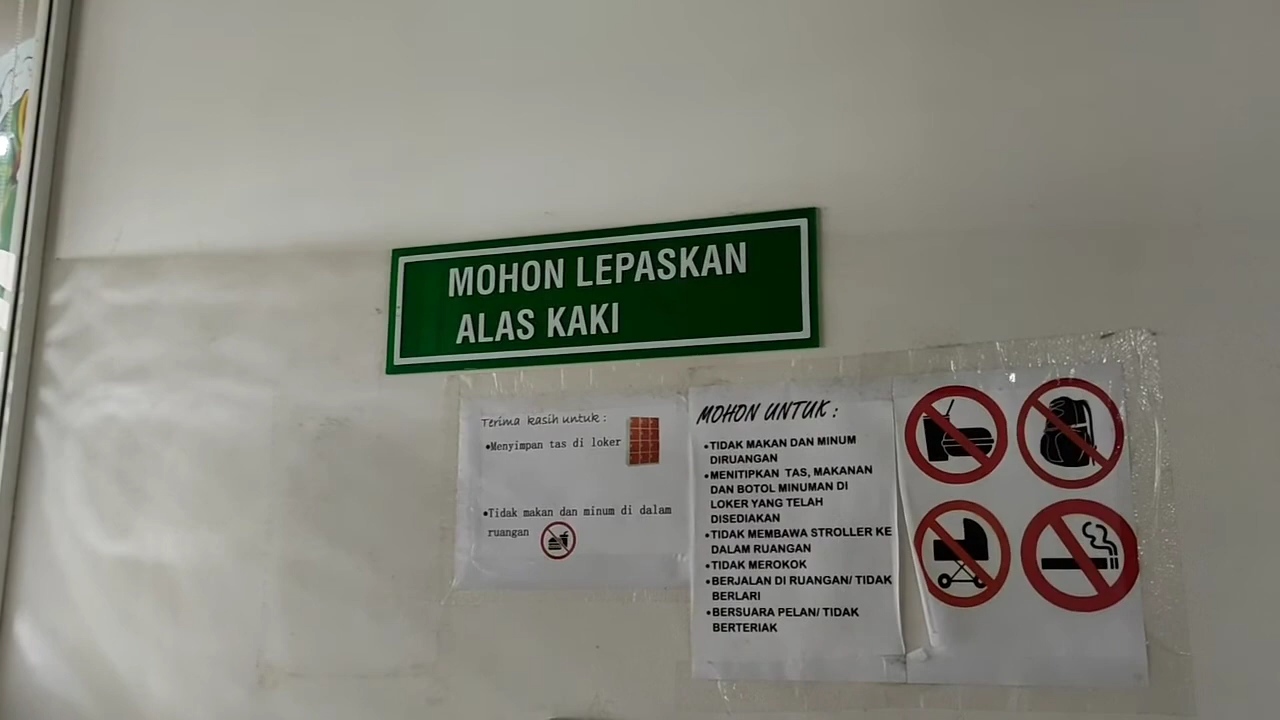 MOHON LEPASKAN
ALAS KAKI
Terima kasih untuk :
•Menyimpan tas di loker
•Tidak makan dan minum di dalam
ruangan
MOHON UNTUK :
•TIDAK MAKAN DAN MINUM
DIRUANGAN
•MENITIPKAN TAS, MAKANAN
DAN BOTOL MINUMAN DI
LOKER YANG TELAH
DISEDIAKAN
•TIDAK MEMBAWA STROLLER KE
DALAM RUANGAN
•TIDAK MEROKOK
•BERJALAN DI RUANGAN/ TIDAK
BERLARI
•BERSUARA PELAN/ TIDAK
BERTERIAK